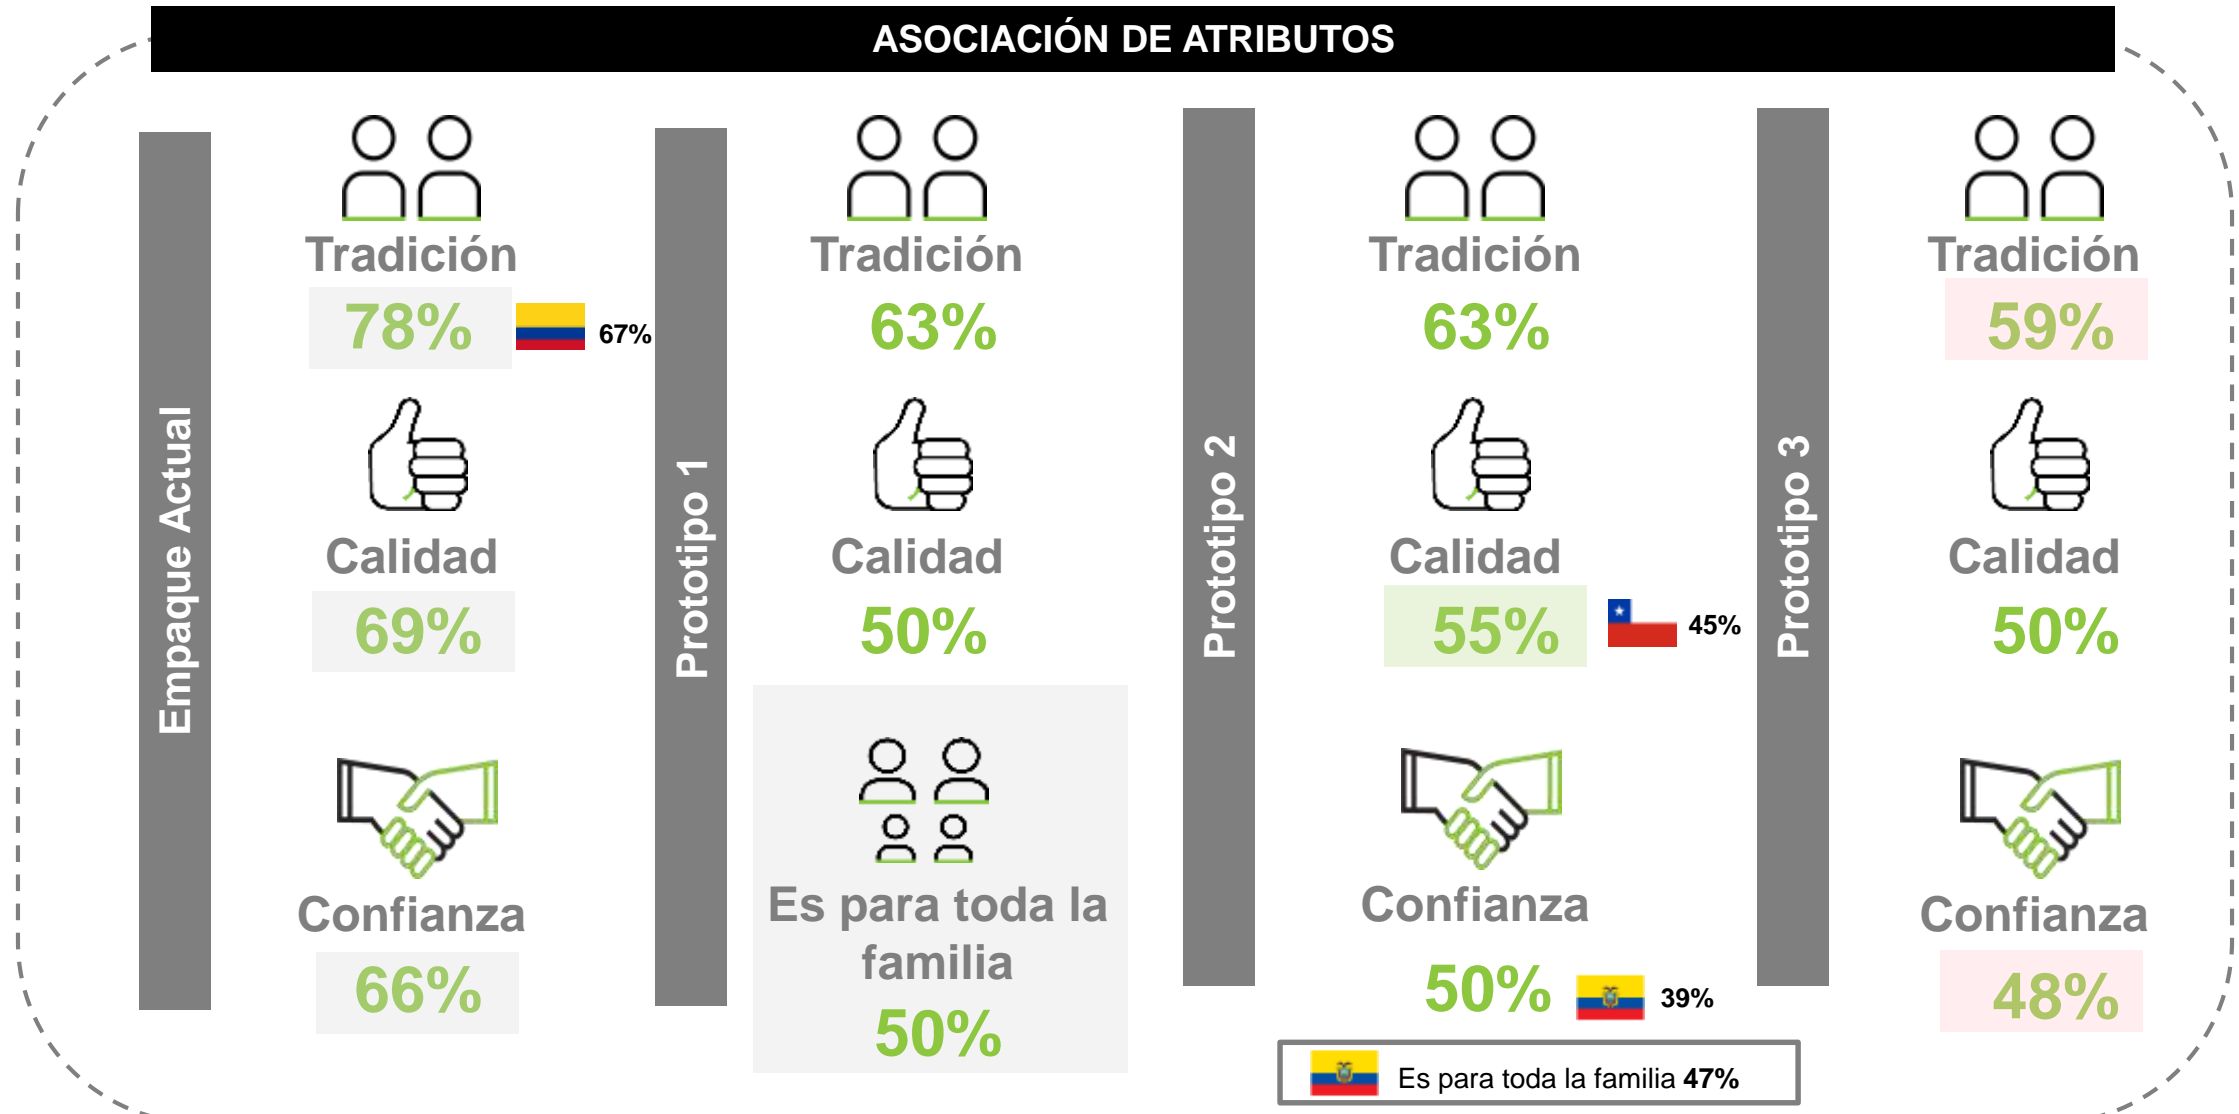 ASOCIACIÓN DE ATRIBUTOS
Empaque Actual
Tradición
78%
67%
Calidad
69%
Confianza
66%
Prototipo 1
Tradición
63%
Calidad
50%
Es para toda la
familia
50%
Prototipo 2
Tradición
63%
Calidad
55%
45%
Confianza
50%
39%
Es para toda la familia 47%
Prototipo 3
Tradición
59%
Calidad
50%
Confianza
48%